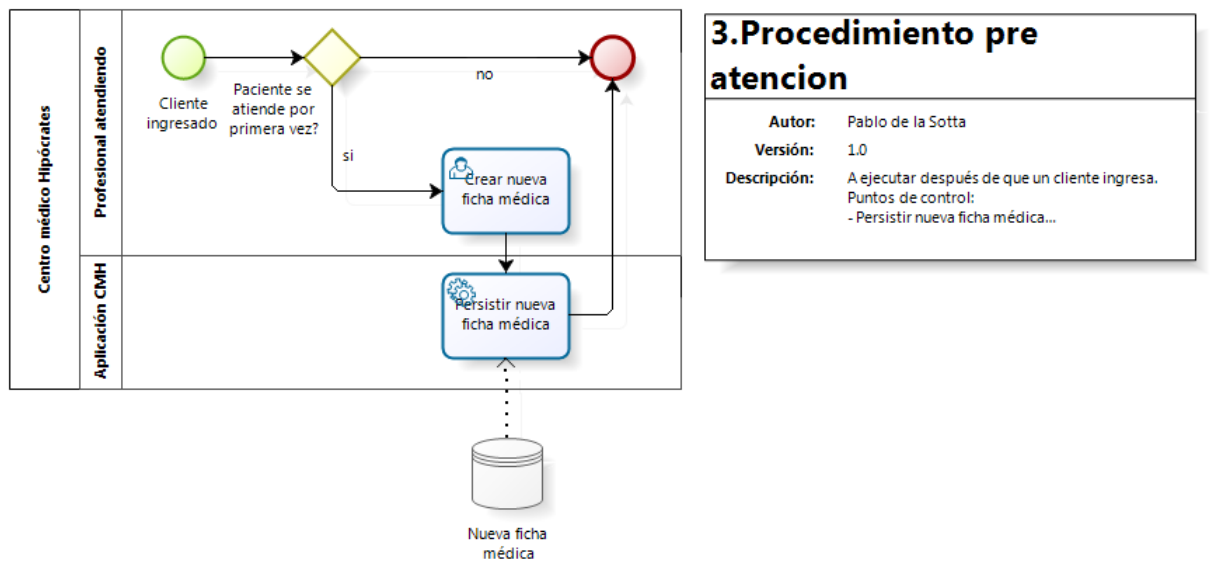 Centro médico Hipócrates
Profesional atendiendo
Cliente
ingresado
Paciente se
atiende por
primera vez?
no
si
Crear nueva
ficha médica
Aplicación CMH
Persistir nueva
ficha médica
Nueva ficha
médica
3.Procedimiento pre
atencion
Autor: Pablo de la Sotta
Versión: 1.0
Descripción: A ejecutar después de que un cliente ingresa.
Puntos de control:
- Persistir nueva ficha médica...